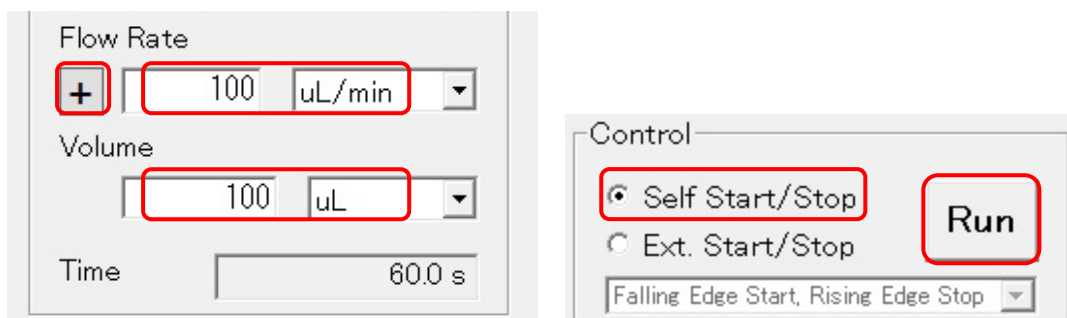 Flow Rate
+ 100 uL/min
Volume
100 uL
Time 60.0 s
Control
Self Start/Stop
Run
Ext. Start/Stop
Falling Edge Start, Rising Edge Stop